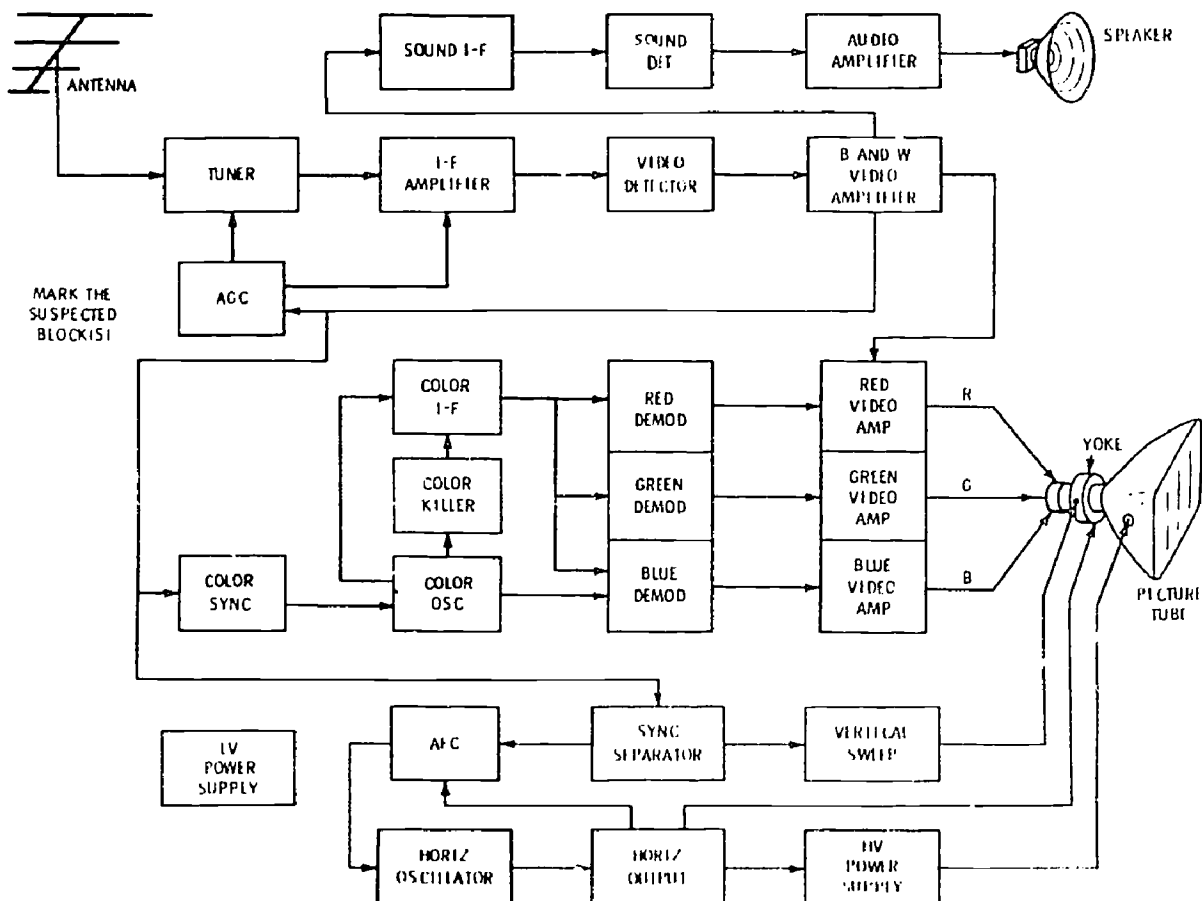 ANTENNA
SOUND I-F
SOUND
DET
AUDIO
AMPLIFIER
SPEAKER
TUNER
I-F
AMPLIFIER
VIDEO
DETECTOR
B AND W
VIDEO
AMPLIFIER
MARK THE
SUSPECTED
BLOCK(S)
AGC
COLOR
I-F
RED
DEMOD
RED
VIDEO
AMP
R
YOKE
COLOR
KILLER
GREEN
DEMOD
GREEN
VIDEO
AMP
G
COLOR
SYNC
COLOR
OSC
BLUE
DEMOD
BLUE
VIDEO
AMP
B
PICTURE
TUBE
LV
POWER
SUPPLY
AFC
SYNC
SEPARATOR
VERTICAL
SWEEP
HORTZ
OSCILLATOR
HORTZ
OUTPUT
HV
POWER
SUPPLY